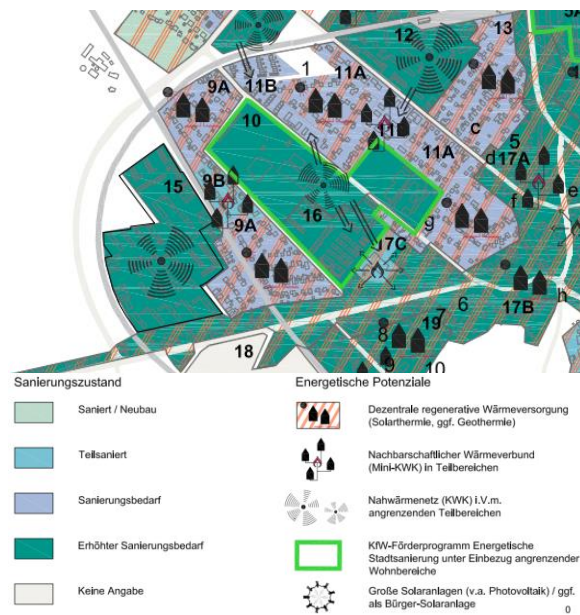 13
5A
12
9A
11B
1
11A
10
11
c
5
d
17A
11A
15
9B
f
e
9A
16
g
17C
h
6
17B
7
8
19
18
9
10
Sanierungszustand
Energetische Potenziale
Saniert / Neubau
Dezentrale regenerative Wärmeversorgung
(Solarthermie, ggf. Geothermie)
Teilsaniert
Nachbarschaftlicher Wärmeverbund
(Mini-KWK) in Teilbereichen
Sanierungsbedarf
Nahwärmenetz (KWK) i.V.m.
angrenzenden Teilbereichen
Erhöhter Sanierungsbedarf
KfW-Förderprogramm Energetische
Stadtsanierung unter Einbezug angrenzender
Wohnbereiche
Keine Angabe
Große Solaranlagen (v.a. Photovoltaik) / ggf.
als Bürger-Solaranlage
0